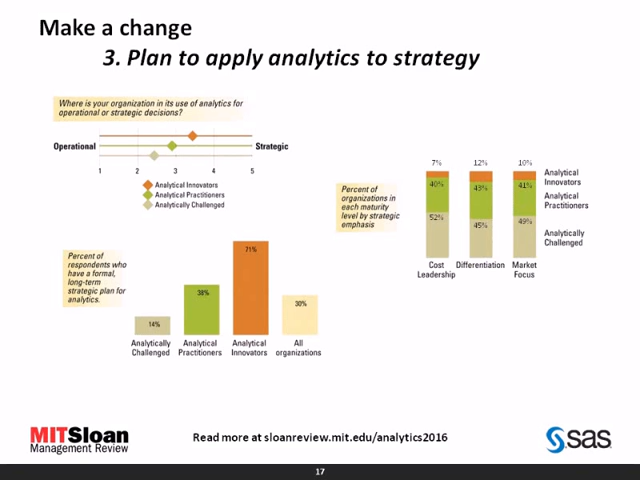 Make a change
3. Plan to apply analytics to strategy
Where is your organization in its use of analytics for
operational or strategic decisions?
Operational
Strategic
1 2 3 4 5
Analytical Innovators
Analytical Practitioners
Analytically Challenged
Percent of
organizations in
each maturity
level by strategic
emphasis
7% 12% 10%
40% 43% 41%
52% 45% 49%
Analytical
Innovators
Analytical
Practitioners
Analytically
Challenged
Cost
Leadership
Differentiation
Market
Focus
Percent of
respondents who
have a formal,
long-term
strategic plan for
analytics.
14%
38%
71%
30%
Analytically
Challenged
Analytical
Practitioners
Analytical
Innovators
All
organizations
MITSloan
Management Review
Read more at sloanreview.mit.edu/analytics2016
sas
17